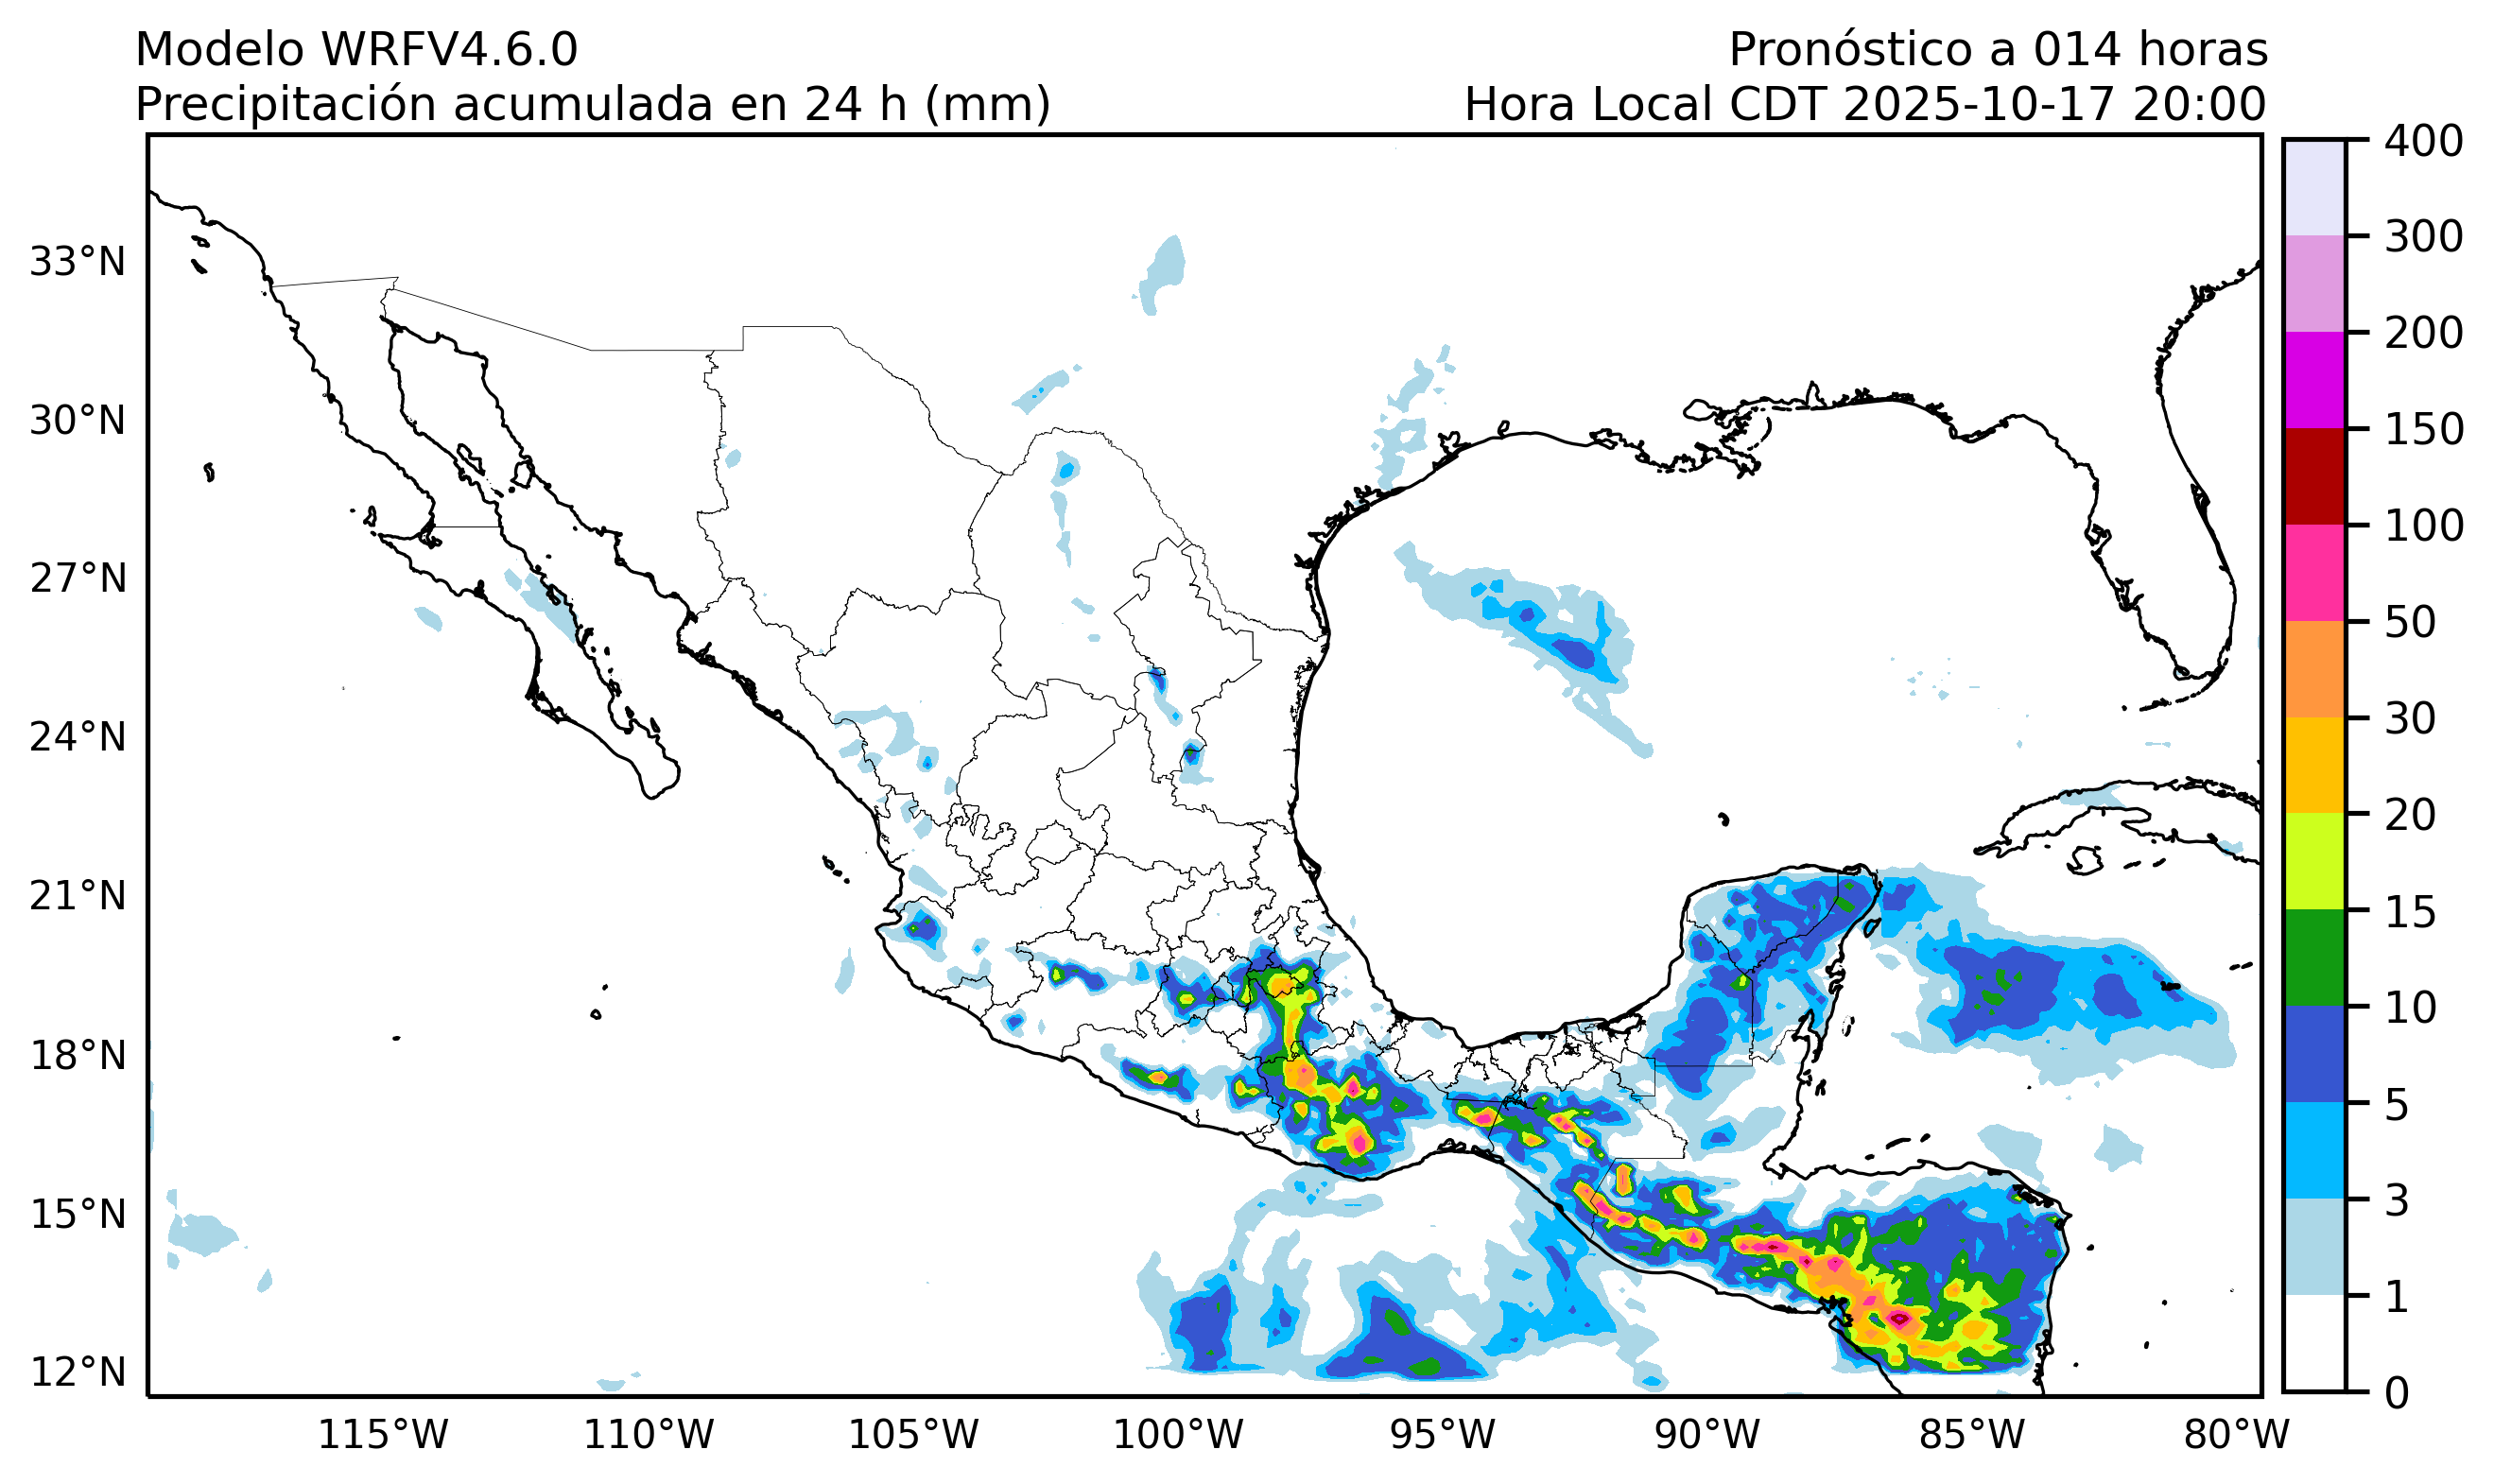 Modelo WRFV4.6.0
Pronóstico a 014 horas
Precipitación acumulada en 24 h (mm)
Hora Local CDT 2025-10-17 20:00
33°N
30°N
27°N
24°N
21°N
18°N
15°N
12°N
115°W
110°W
105°W
100°W
95°W
90°W
85°W
80°W
400
300
200
150
100
50
30
20
15
10
5
3
1
0